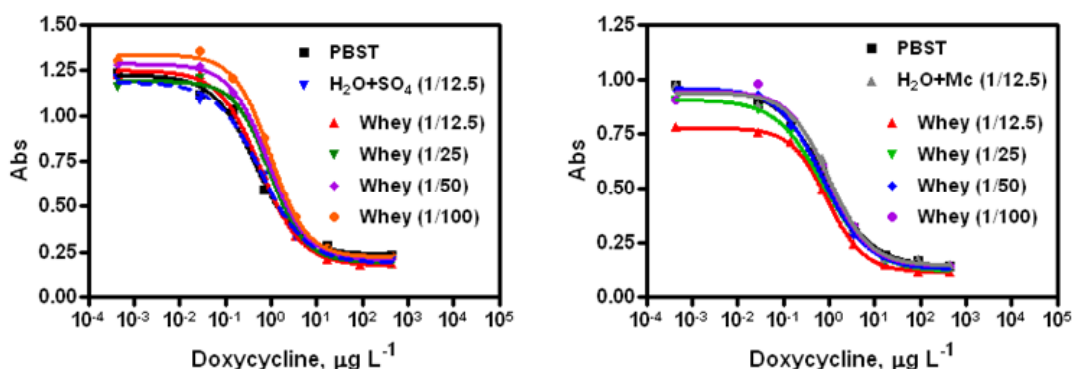 1.50
1.25
1.00
0.75
0.50
0.25
0.00
Abs
PBST
H₂O+SO₄ (1/12.5)
Whey (1/12.5)
Whey (1/25)
Whey (1/50)
Whey (1/100)
10⁻⁴ 10⁻³ 10⁻² 10⁻¹ 10⁰ 10¹ 10² 10³ 10⁴ 10⁵
Doxycycline, µg L⁻¹
1.25
1.00
0.75
0.50
0.25
0.00
Abs
PBST
H₂O+Mc (1/12.5)
Whey (1/12.5)
Whey (1/25)
Whey (1/50)
Whey (1/100)
10⁻⁴ 10⁻³ 10⁻² 10⁻¹ 10⁰ 10¹ 10² 10³ 10⁴ 10⁵
Doxycycline, µg L⁻¹